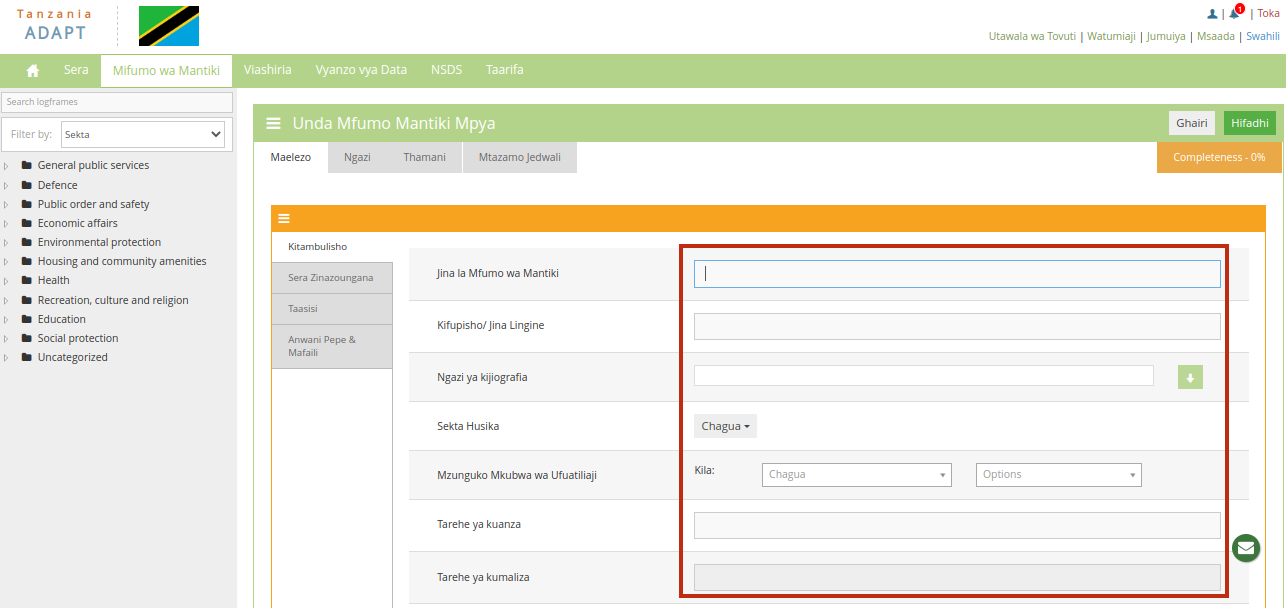 Tanzania
ADAPT
1
| | Toka
Utawala wa Tovuti | Watumiaji | Jumuiya | Msaada | Swahili
Sera Mifumo wa Mantiki Viashiria Vyanzo vya Data NSDS Taarifa
Search logframes
Filter by: Sekta
General public services
Defence
Public order and safety
Economic affairs
Environmental protection
Housing and community amenities
Health
Recreation, culture and religion
Education
Social protection
Uncategorized
Unda Mfumo Mantiki Mpya
Ghairi Hifadhi
Maelezo Ngazi Thamani Mtazamo Jedwali
Completeness - 0%
Kitambulisho
Sera Zinazoungana
Taasisi
Anwani Pepe &
Mafaili
Jina la Mfumo wa Mantiki
Kifupisho/ Jina Lingine
Ngazi ya kijiografia
Sekta Husika Chagua
Mzunguko Mkubwa wa Ufuatiliaji Kila: Chagua Options
Tarehe ya kuanza
Tarehe ya kumaliza